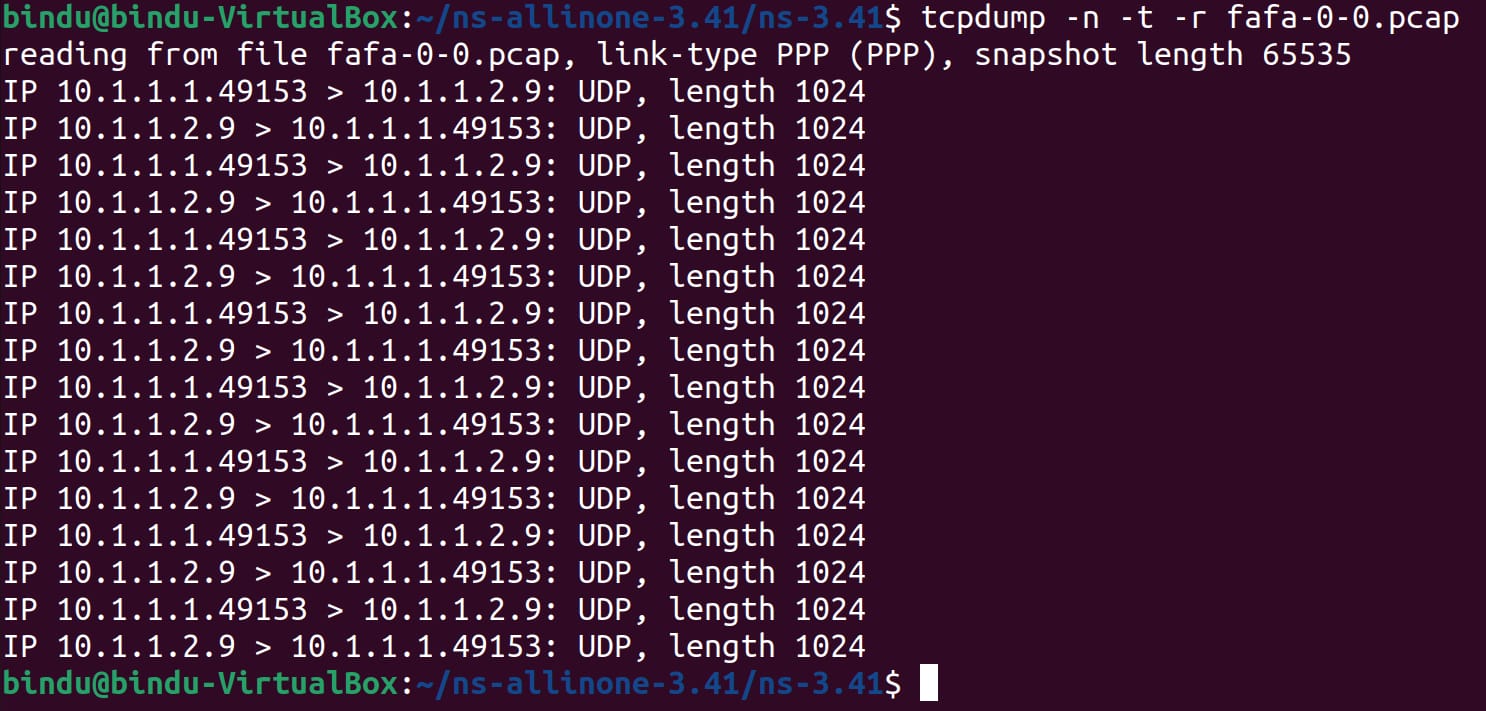 bindu@bindu-VirtualBox:~/ns-allinone-3.41/ns-3.41$ tcpdump -n -t -r fafa-0-0.pcap
reading from file fafa-0-0.pcap, link-type PPP (PPP), snapshot length 65535
IP 10.1.1.1.49153 > 10.1.1.2.9: UDP, length 1024
IP 10.1.1.2.9 > 10.1.1.1.49153: UDP, length 1024
IP 10.1.1.1.49153 > 10.1.1.2.9: UDP, length 1024
IP 10.1.1.2.9 > 10.1.1.1.49153: UDP, length 1024
IP 10.1.1.1.49153 > 10.1.1.2.9: UDP, length 1024
IP 10.1.1.2.9 > 10.1.1.1.49153: UDP, length 1024
IP 10.1.1.1.49153 > 10.1.1.2.9: UDP, length 1024
IP 10.1.1.2.9 > 10.1.1.1.49153: UDP, length 1024
IP 10.1.1.1.49153 > 10.1.1.2.9: UDP, length 1024
IP 10.1.1.2.9 > 10.1.1.1.49153: UDP, length 1024
IP 10.1.1.1.49153 > 10.1.1.2.9: UDP, length 1024
IP 10.1.1.2.9 > 10.1.1.1.49153: UDP, length 1024
IP 10.1.1.1.49153 > 10.1.1.2.9: UDP, length 1024
IP 10.1.1.2.9 > 10.1.1.1.49153: UDP, length 1024
IP 10.1.1.1.49153 > 10.1.1.2.9: UDP, length 1024
IP 10.1.1.2.9 > 10.1.1.1.49153: UDP, length 1024
bindu@bindu-VirtualBox:~/ns-allinone-3.41/ns-3.41$